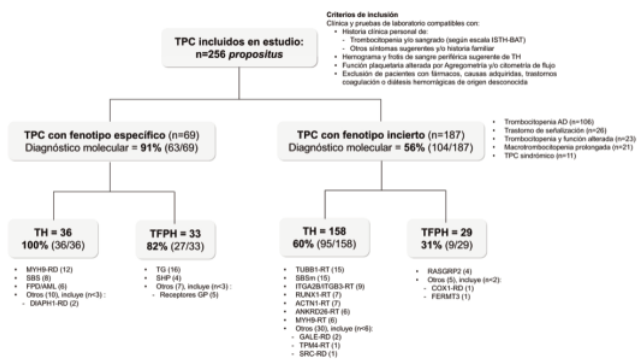 Criterios de inclusión
Clínica y pruebas de laboratorio compatibles con:
• Historia clínica personal de:
- Trombocitopenia y/o sangrado (según escala ISTH-BAT)
- Otros síntomas sugerentes y/o historia familiar
• Hemograma y frotis de sangre periférica sugerente de TH
• Función plaquetaria alterada por Agregometría y/o citometría de flujo
• Exclusión de pacientes con fármacos, causas adquiridas, trastornos
coagulación o diátesis hemorrágicas de origen desconocida
TPC incluidos en estudio:
n=256 propositus
TPC con fenotipo específico (n=69)
Diagnóstico molecular = 91% (63/69)
TPC con fenotipo incierto (n=187)
Diagnóstico molecular = 56% (104/187)
• Trombocitopenia AD (n=106)
• Trastorno de señalización (n=26)
• Trombocitopenia y función alterada (n=23)
• Macrotrombocitopenia prolongada (n=21)
• TPC sindrómico (n=11)
TH = 36
100% (36/36)
TFPH = 33
82% (27/33)
TH = 158
60% (95/158)
TFPH = 29
31% (9/29)
• MYH9-RD (12)
• SBS (8)
• FPD/AML (6)
• Otros (10), incluye (n<3) :
- DIAPH1-RD (2)
• TG (16)
• SHP (4)
• Otros (7), incluye (n<3) :
- Receptores GP (5)
• TUBB1-RT (15)
• SBSm (15)
• ITGA2B/ITGB3-RT (9)
• RUNX1-RT (7)
• ACTN1-RT (7)
• ANKRD26-RT (6)
• MYH9-RT (6)
• Otros (30), incluye (n<6) :
- GALE-RD (2)
- TPM4-RT (1)
- SRC-RD (1)
• RASGRP2 (4)
• Otros (5), incluye (n<2):
- COX1-RD (1)
- FERMT3 (1)